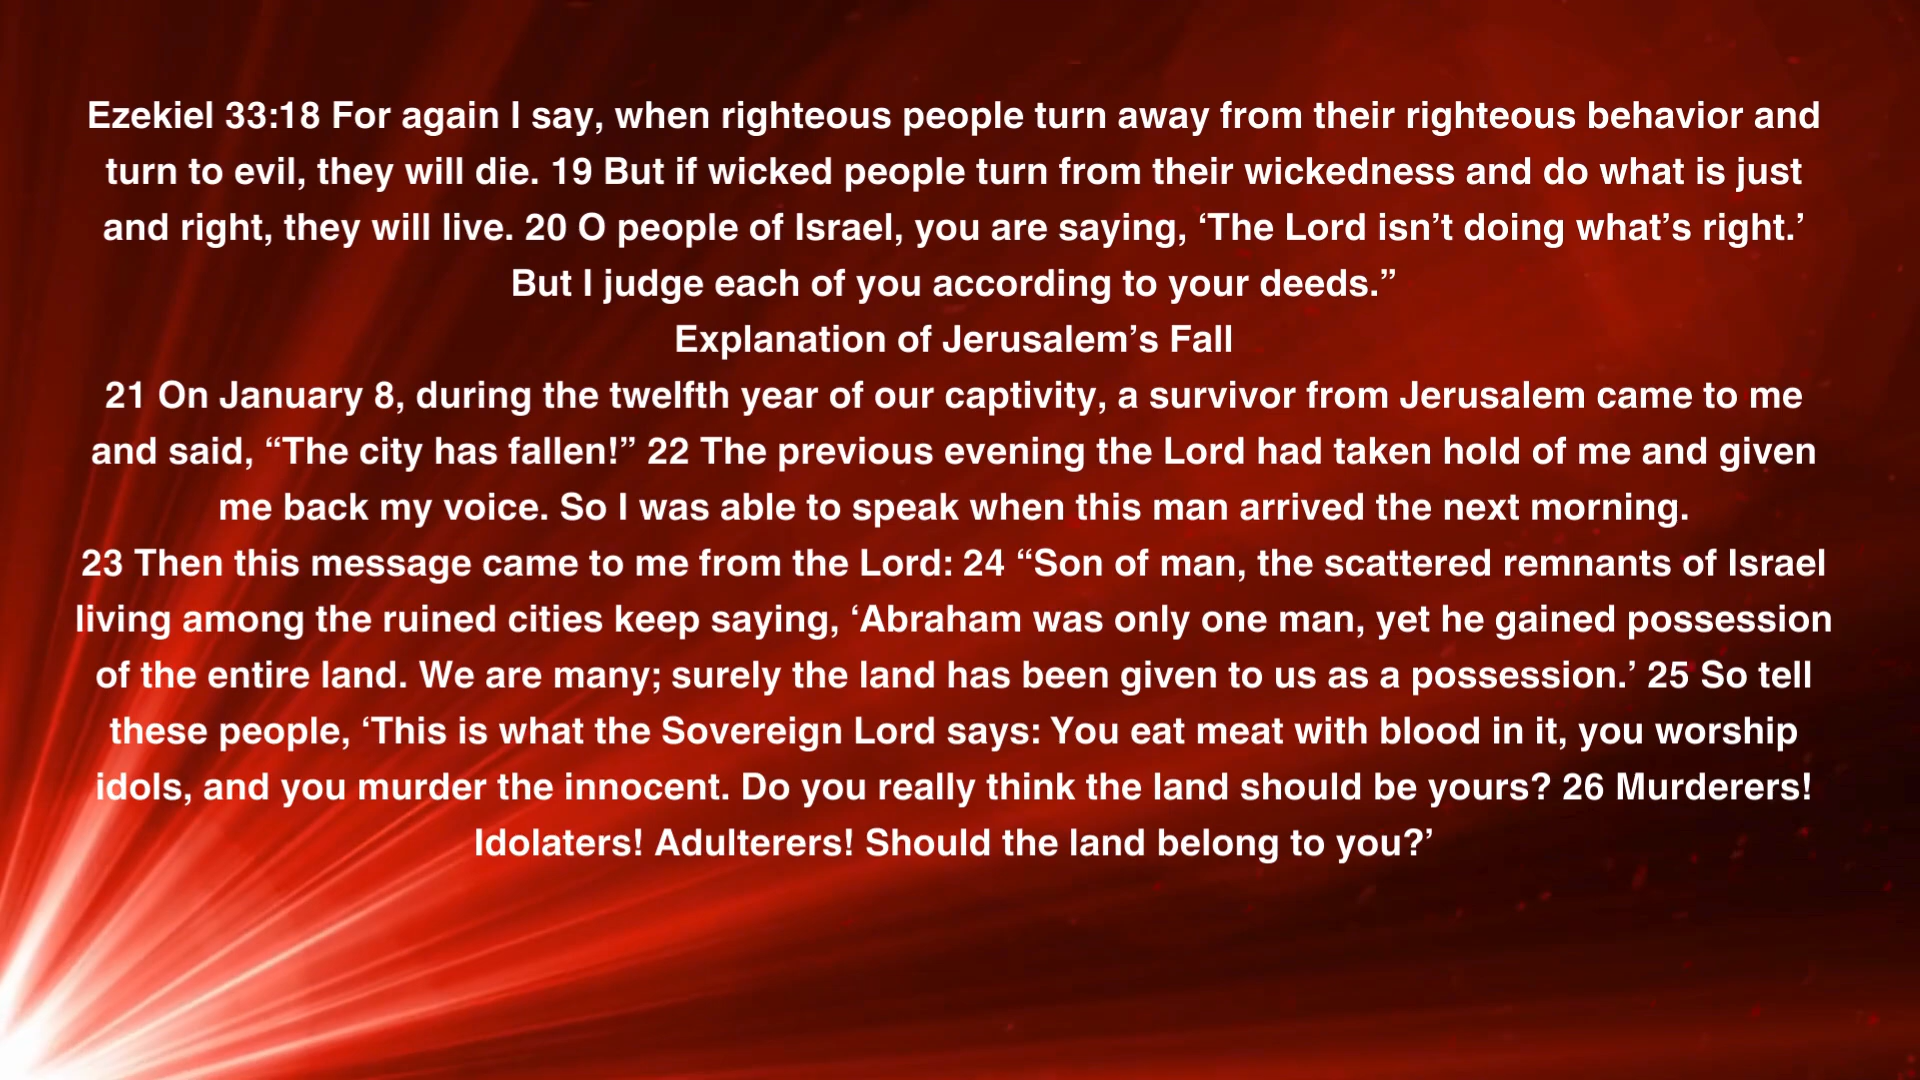 Ezekiel 33:18 For again I say, when righteous people turn away from their righteous behavior and
turn to evil, they will die. 19 But if wicked people turn from their wickedness and do what is just
and right, they will live. 20 O people of Israel, you are saying, ‘The Lord isn’t doing what’s right.’
But I judge each of you according to your deeds.”
Explanation of Jerusalem’s Fall
21 On January 8, during the twelfth year of our captivity, a survivor from Jerusalem came to me
and said, “The city has fallen!” 22 The previous evening the Lord had taken hold of me and given
me back my voice. So I was able to speak when this man arrived the next morning.
23 Then this message came to me from the Lord: 24 “Son of man, the scattered remnants of Israel
living among the ruined cities keep saying, ‘Abraham was only one man, yet he gained possession
of the entire land. We are many; surely the land has been given to us as a possession.’ 25 So tell
these people, ‘This is what the Sovereign Lord says: You eat meat with blood in it, you worship
idols, and you murder the innocent. Do you really think the land should be yours? 26 Murderers!
Idolaters! Adulterers! Should the land belong to you?’